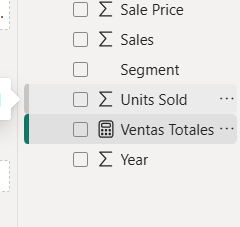 Sale Price
Sales
Segment
Units Sold ...
Ventas Totales ...
Year